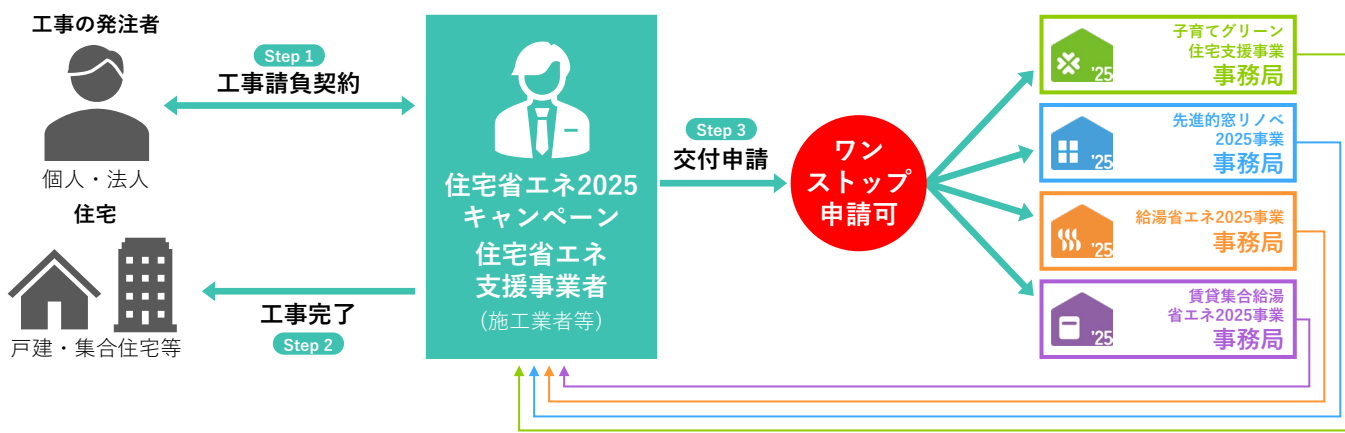 工事の発注者
個人・法人
住宅
戸建・集合住宅等
Step 1
工事請負契約
工事完了
Step 2
住宅省エネ2025
キャンペーン
住宅省エネ
支援事業者
(施工業者等)
Step 3
交付申請
ワン
ストップ
申請可
'25
子育てグリーン
住宅支援事業
事務局
'25
先進的窓リノベ
2025事業
事務局
'25
給湯省エネ2025事業
事務局
'25
賃貸集合給湯
省エネ2025事業
事務局